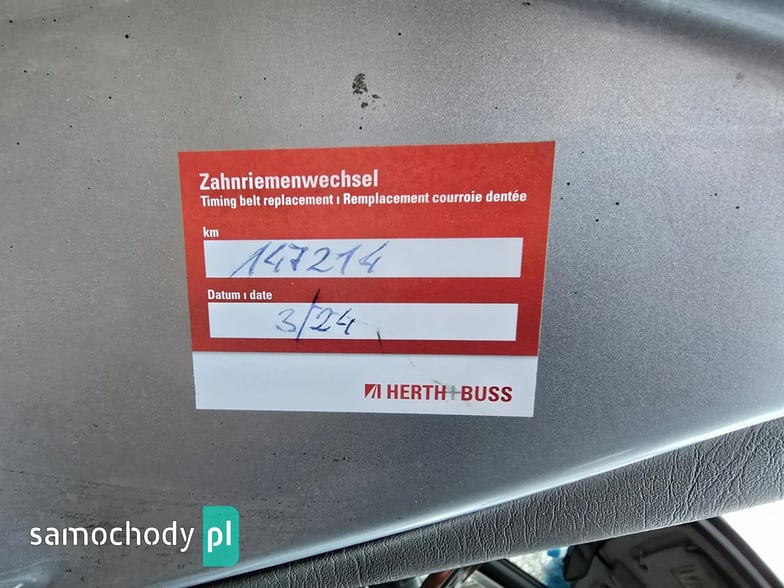 Zahnriemenwechsel
Timing belt replacement ı Remplacement courroie dentée
km
147214
Datum ı date
3/24
HERTH+BUSS
samochody pl